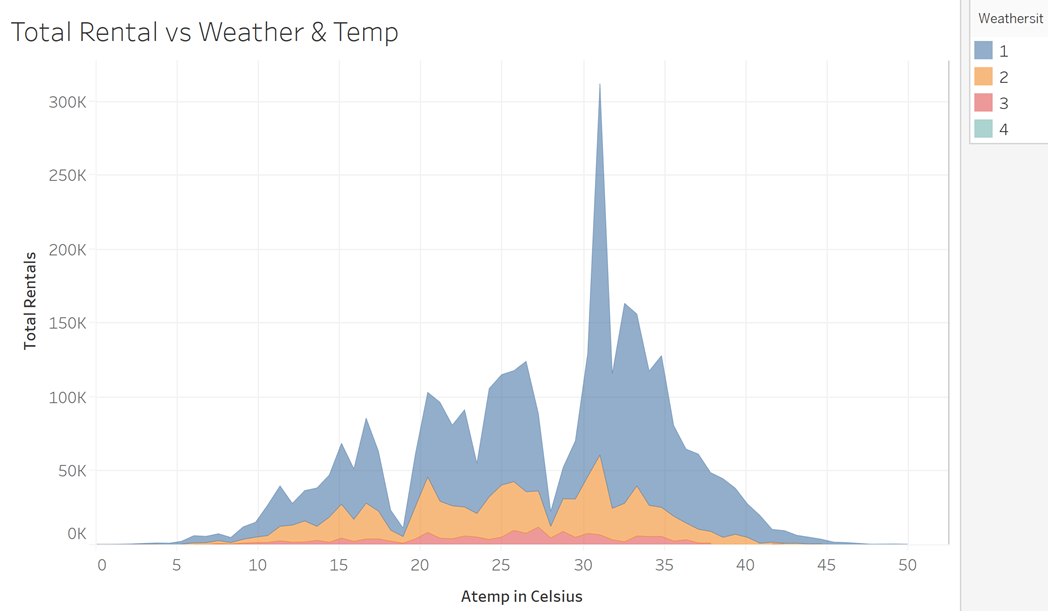 Total Rental vs Weather & Temp
Weathersit
1
2
3
4
Total Rentals
300K
250K
200K
150K
100K
50K
0K
0 5 10 15 20 25 30 35 40 45 50
Atemp in Celsius